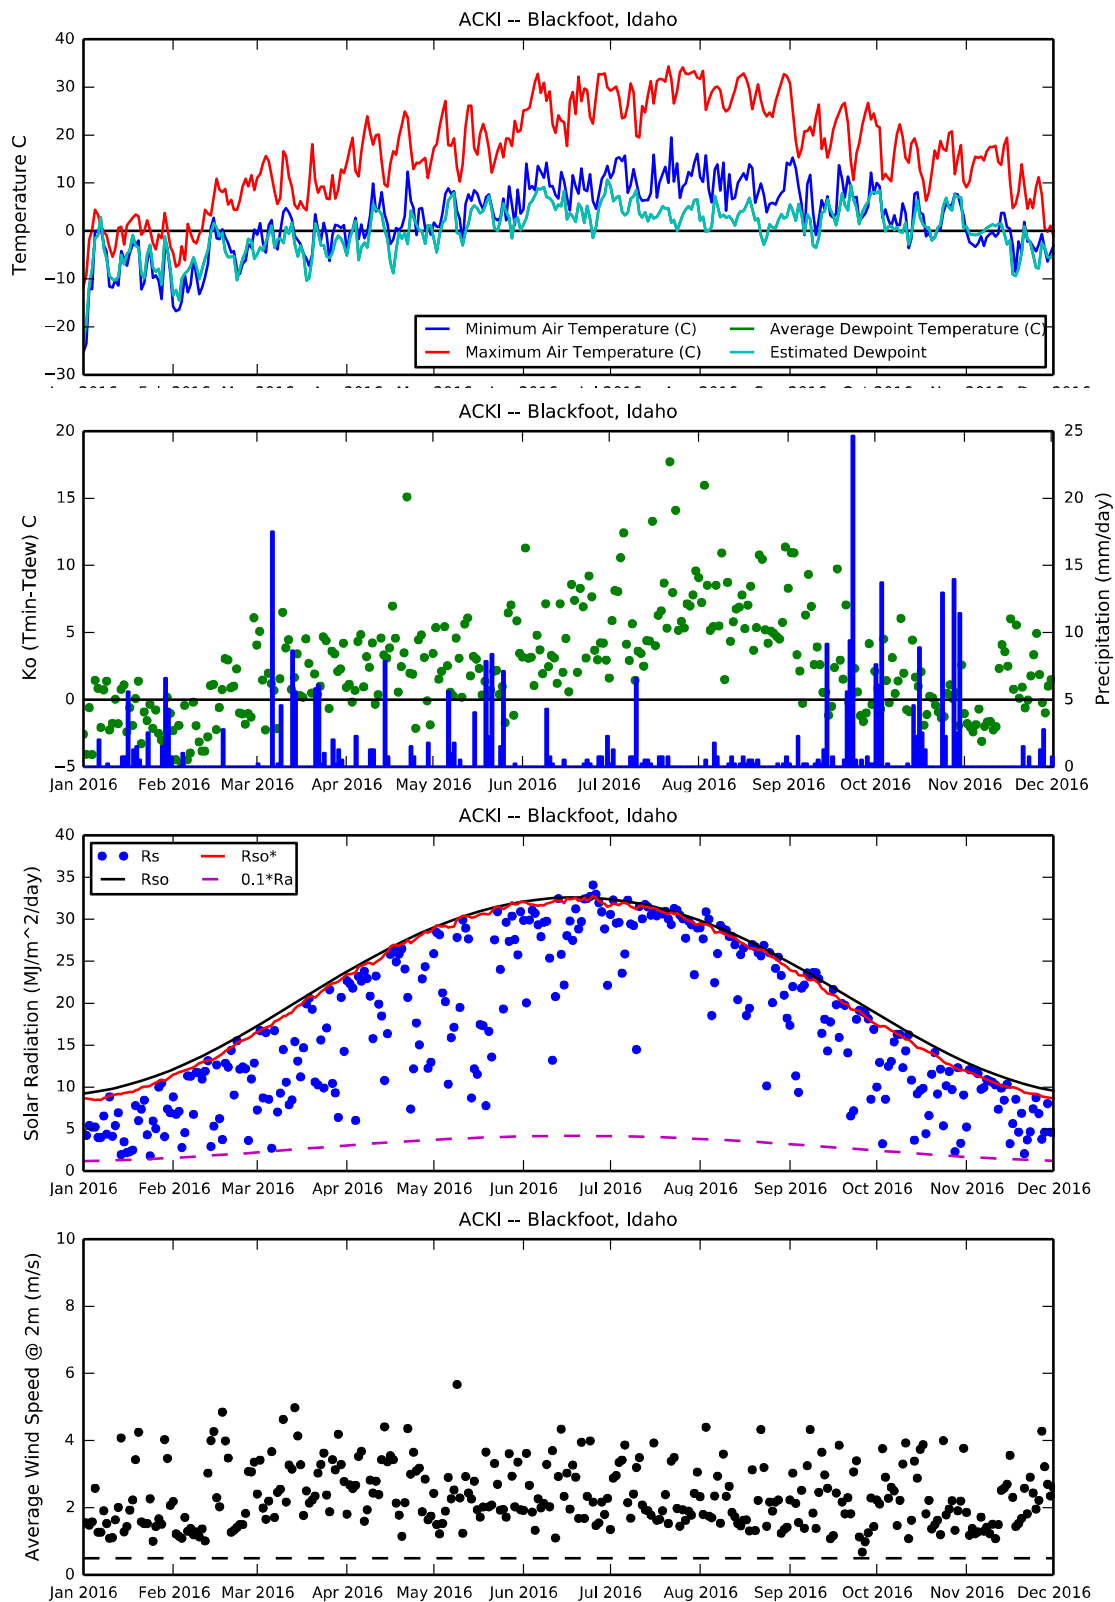 ACKI -- Blackfoot, Idaho
40
30
20
10
0
−10
−20
−30
Temperature C
Minimum Air Temperature (C)
Maximum Air Temperature (C)
Average Dewpoint Temperature (C)
Estimated Dewpoint
ACKI -- Blackfoot, Idaho
20
15
10
5
0
−5
Ko (Tmin-Tdew) C
25
20
15
10
5
0
Precipitation (mm/day)
Jan 2016 Feb 2016 Mar 2016 Apr 2016 May 2016 Jun 2016 Jul 2016 Aug 2016 Sep 2016 Oct 2016 Nov 2016 Dec 2016
ACKI -- Blackfoot, Idaho
40
35
30
25
20
15
10
5
0
Solar Radiation (MJ/m^2/day)
Rs
Rso
Rso*
0.1*Ra
Jan 2016 Feb 2016 Mar 2016 Apr 2016 May 2016 Jun 2016 Jul 2016 Aug 2016 Sep 2016 Oct 2016 Nov 2016 Dec 2016
ACKI -- Blackfoot, Idaho
10
8
6
4
2
0
Average Wind Speed @ 2m (m/s)
Jan 2016 Feb 2016 Mar 2016 Apr 2016 May 2016 Jun 2016 Jul 2016 Aug 2016 Sep 2016 Oct 2016 Nov 2016 Dec 2016